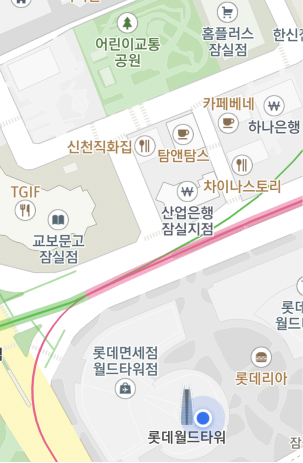 어린이교통
공원
홈플러스
잠실점
한신
카페베네
하나은행
신천직화집
탐앤탐스
차이나스토리
TGIF
산업은행
잠실지점
교보문고
잠실점
롯데
월드
롯데면세점
월드타워점
롯데리아
롯데월드타워
잠